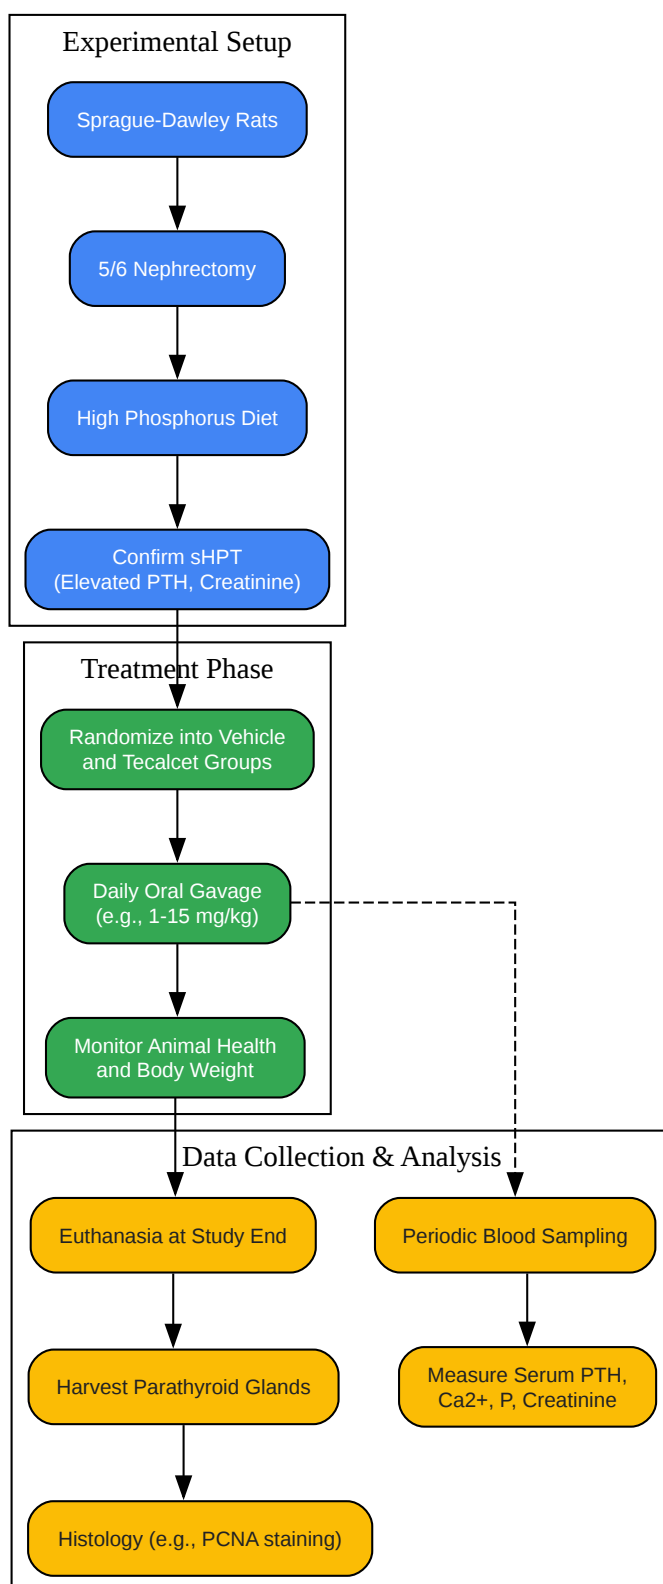 Experimental Setup
Sprague-Dawley Rats
5/6 Nephrectomy
High Phosphorus Diet
Confirm sHPT
(Elevated PTH, Creatinine)
Treatment Phase
Randomize into Vehicle
and Tecalcet Groups
Daily Oral Gavage
(e.g., 1-15 mg/kg)
Monitor Animal Health
and Body Weight
Data Collection & Analysis
Euthanasia at Study End
Harvest Parathyroid Glands
Histology (e.g., PCNA staining)
Periodic Blood Sampling
Measure Serum PTH,
Ca2+, P, Creatinine